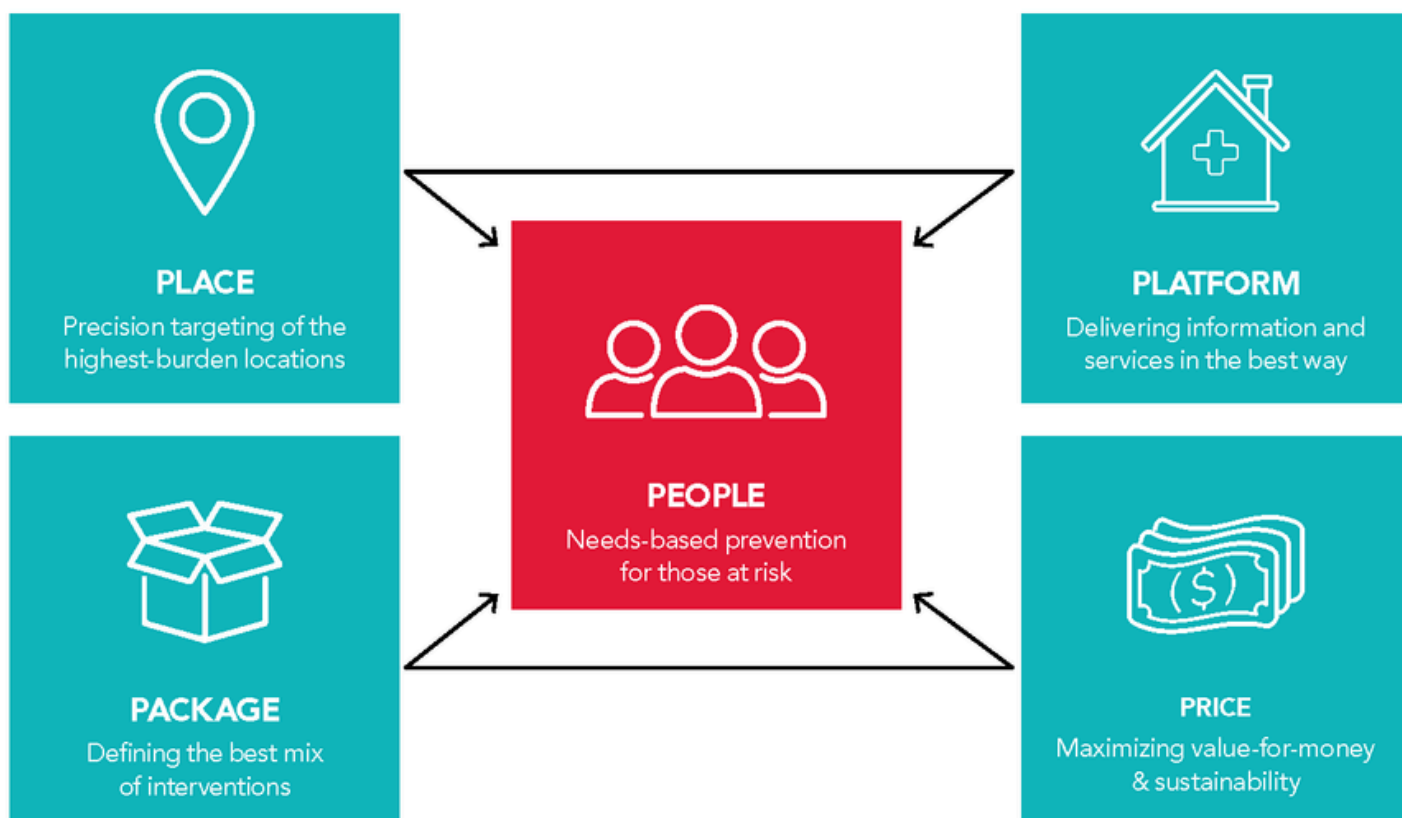 PLACE
Precision targeting of the
highest-burden locations
PLATFORM
Delivering information and
services in the best way
PEOPLE
Needs-based prevention
for those at risk
PACKAGE
Defining the best mix
of interventions
($)
PRICE
Maximizing value-for-money
& sustainability